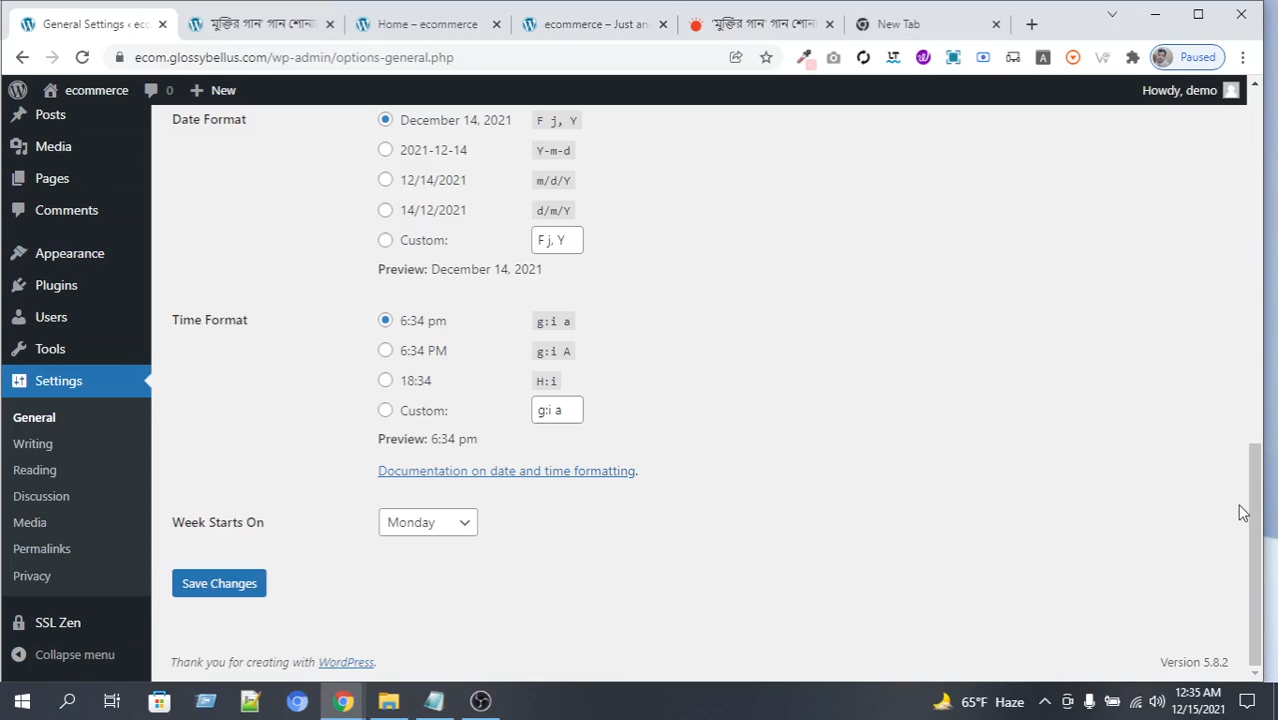 General Settings ‹ eco
'মুক্তির গান' গান শোনা
Home – ecommerce
ecommerce – Just an
'মুক্তির গান' গান শোনা
New Tab
ecom.glossybellus.com/wp-admin/options-general.php
Paused
ecommerce
0
New
Howdy, demo
Posts
Media
Pages
Comments
Appearance
Plugins
Users
Tools
Settings
General
Writing
Reading
Discussion
Media
Permalinks
Privacy
SSL Zen
Collapse menu
Date Format
December 14, 2021 F j, Y
2021-12-14 Y-m-d
12/14/2021 m/d/Y
14/12/2021 d/m/Y
Custom: F j, Y
Preview: December 14, 2021
Time Format
6:34 pm g:i a
6:34 PM g:i A
18:34 H:i
Custom: g:i a
Preview: 6:34 pm
Documentation on date and time formatting.
Week Starts On
Monday
Save Changes
Thank you for creating with WordPress.
Version 5.8.2
65°F Haze
12:35 AM
12/15/2021